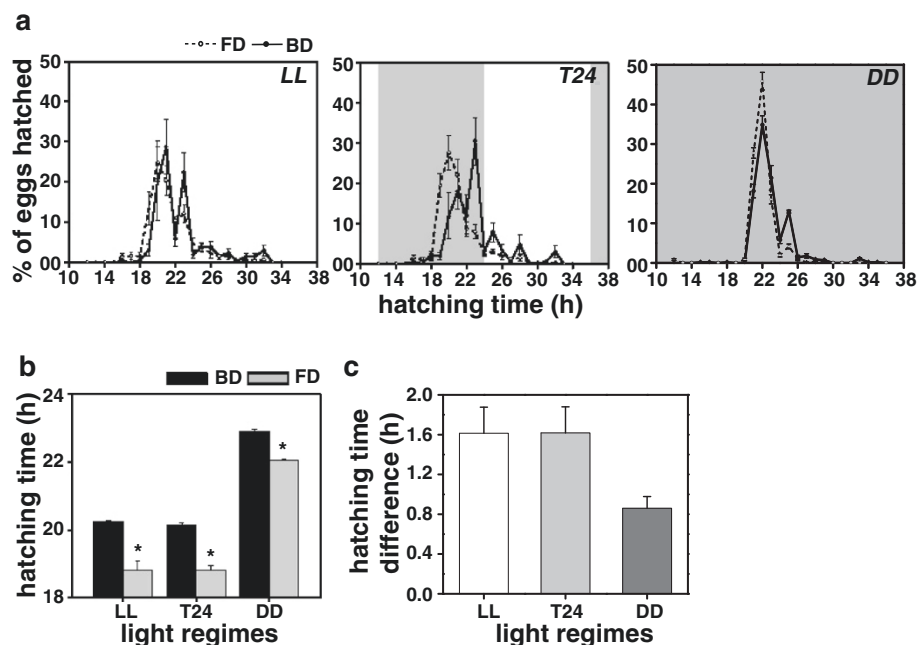 a
FD BD
LL
T24
DD
% of eggs hatched
50
40
30
20
10
0
10 14 18 22 26 30 34 38
50
40
30
20
10
0
10 14 18 22 26 30 34 38
50
40
30
20
10
0
10 14 18 22 26 30 34 38
hatching time (h)
b
BD FD
hatching time (h)
24
22
20
18
* * *
LL T24 DD
light regimes
c
hatching time
difference (h)
2.0
1.6
1.2
0.8
0.4
0.0
LL T24 DD
light regimes